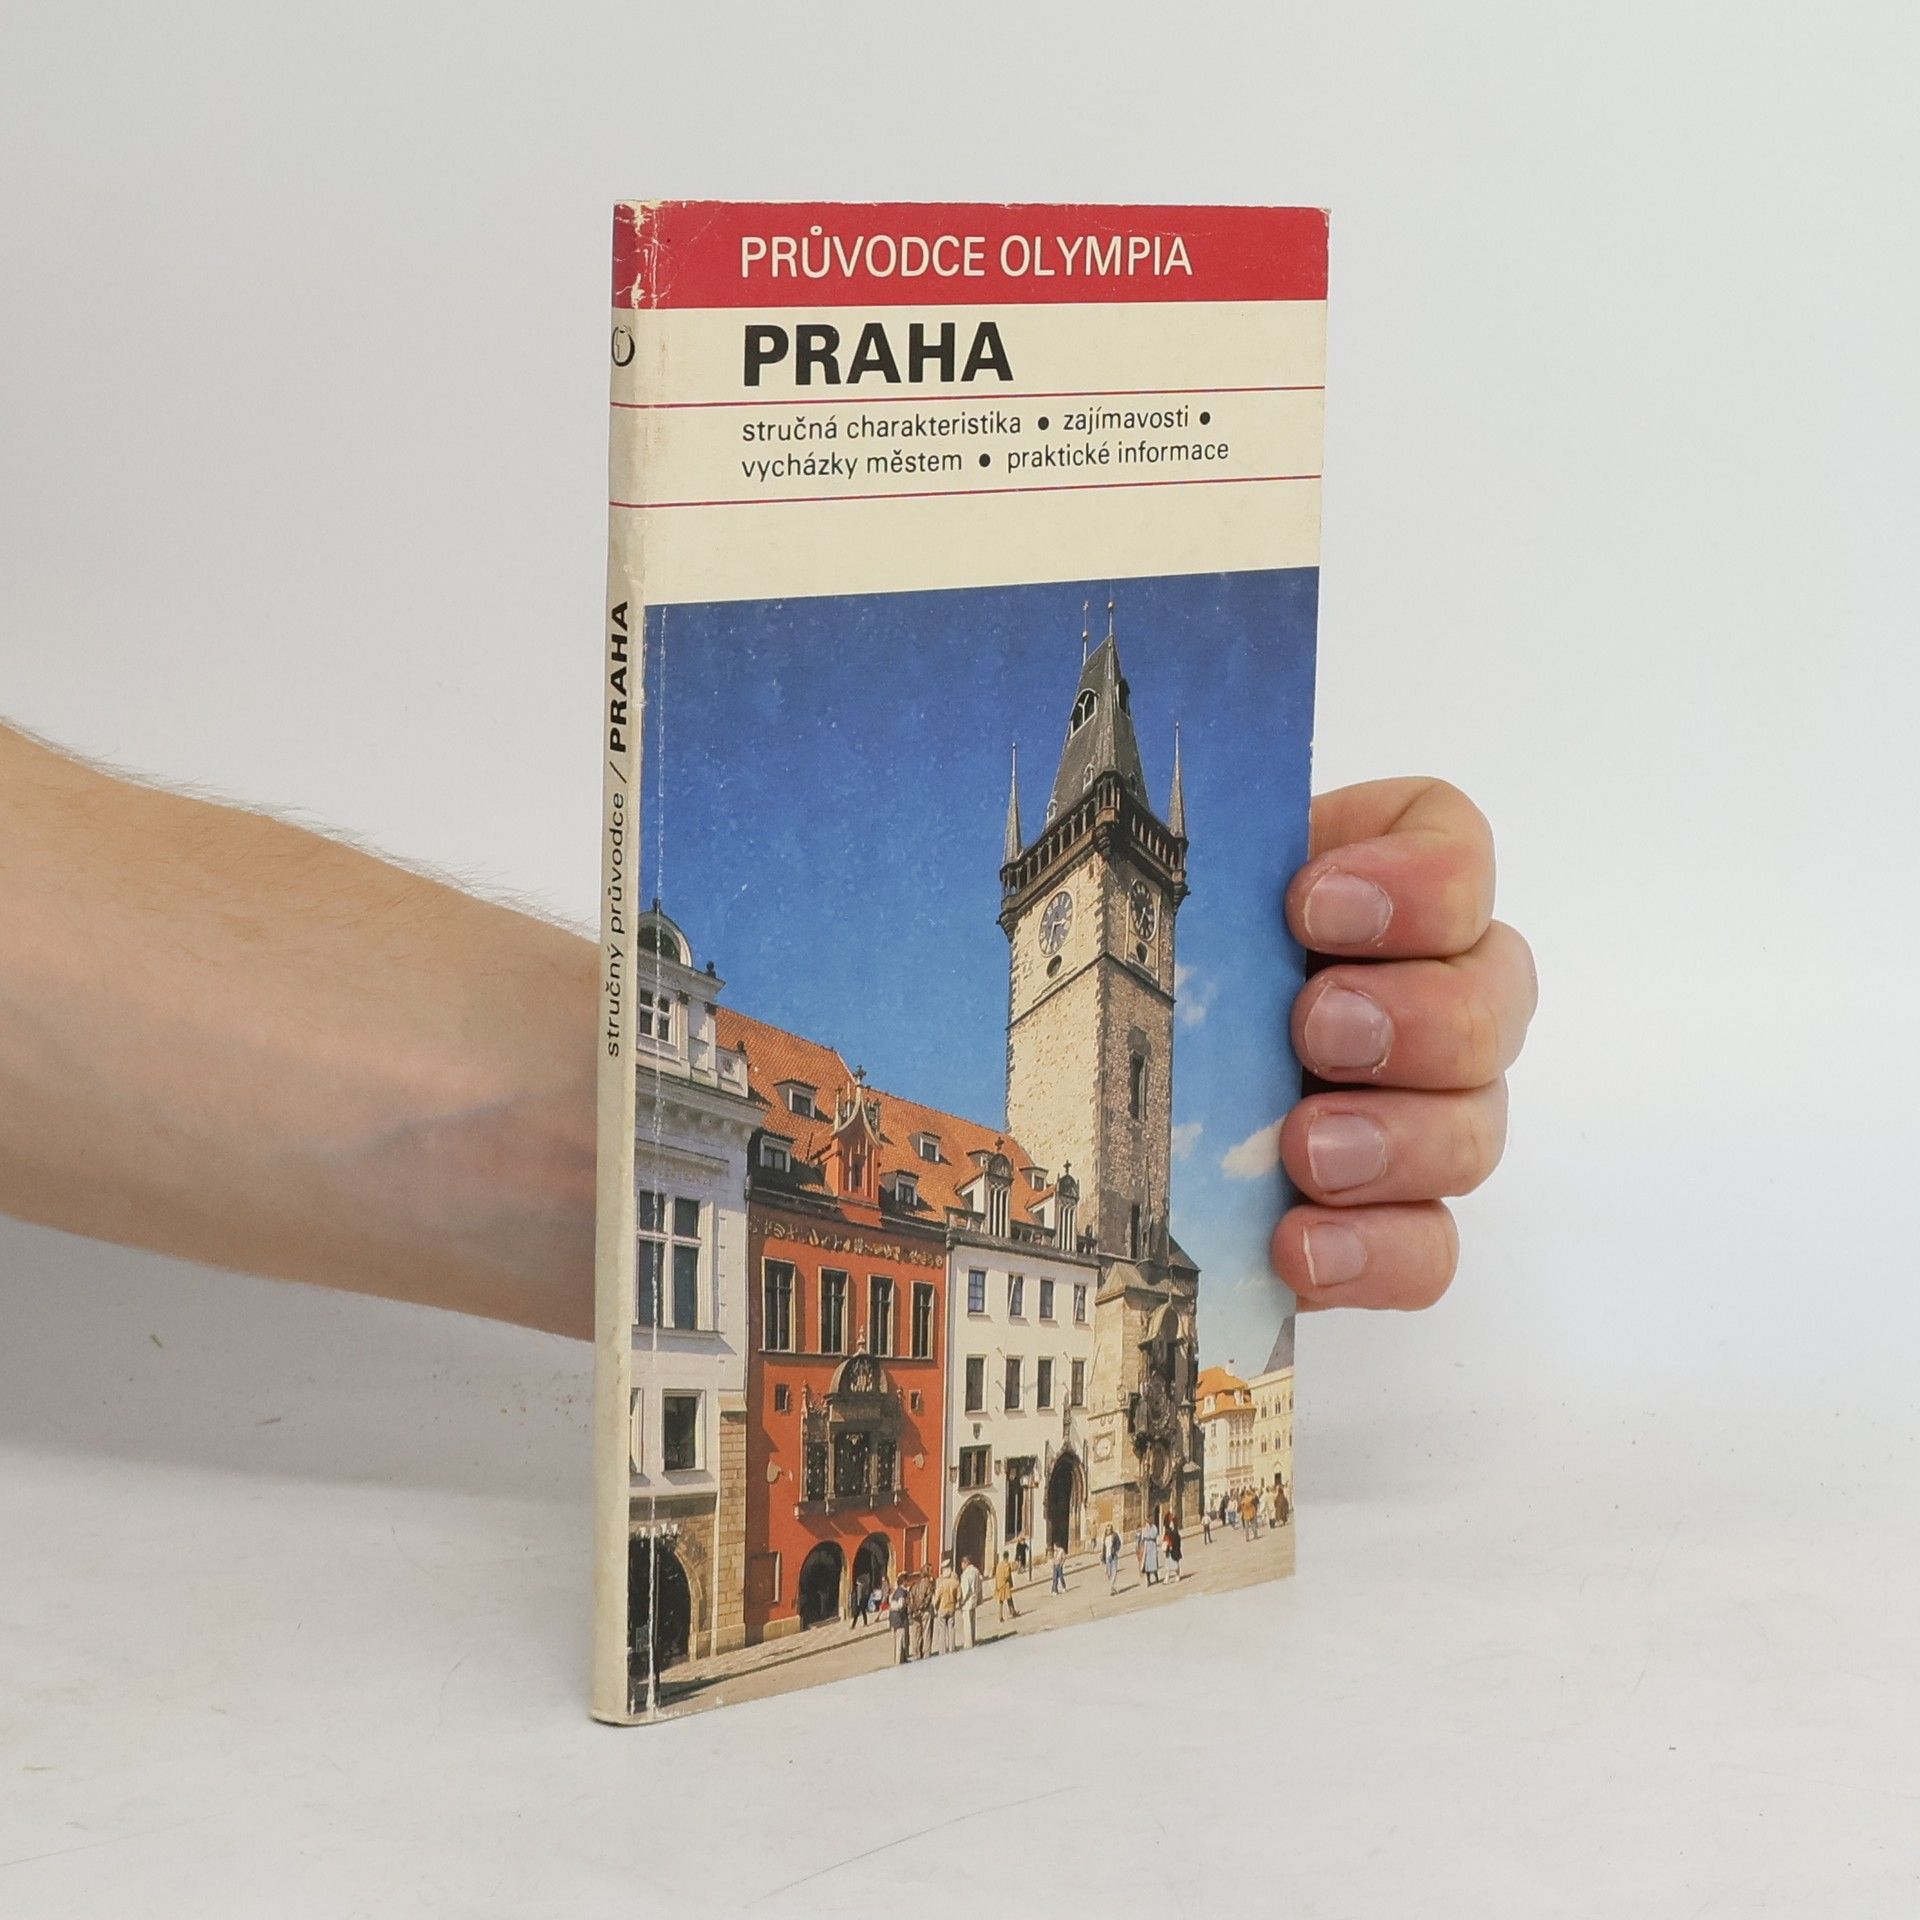 PRŮVODCE OLYMPIA
PRAHA
stručná charakteristika ● zajímavosti ●
vycházky městem ● praktické informace
stručný průvodce / PRAHA